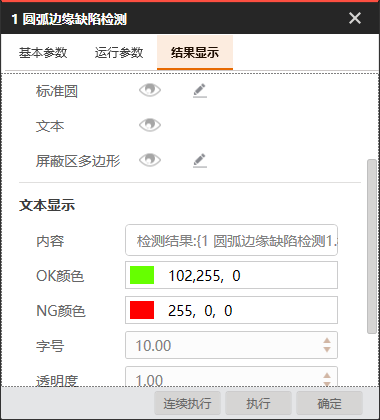 1 圆弧边缘缺陷检测
基本参数 运行参数 结果显示
标准圆
文本
屏蔽区多边形
文本显示
内容 检测结果:{1 圆弧边缘缺陷检测1.
OK颜色 102,255, 0
NG颜色 255, 0, 0
字号 10.00
透明度 1.00
连续执行 执行 确定